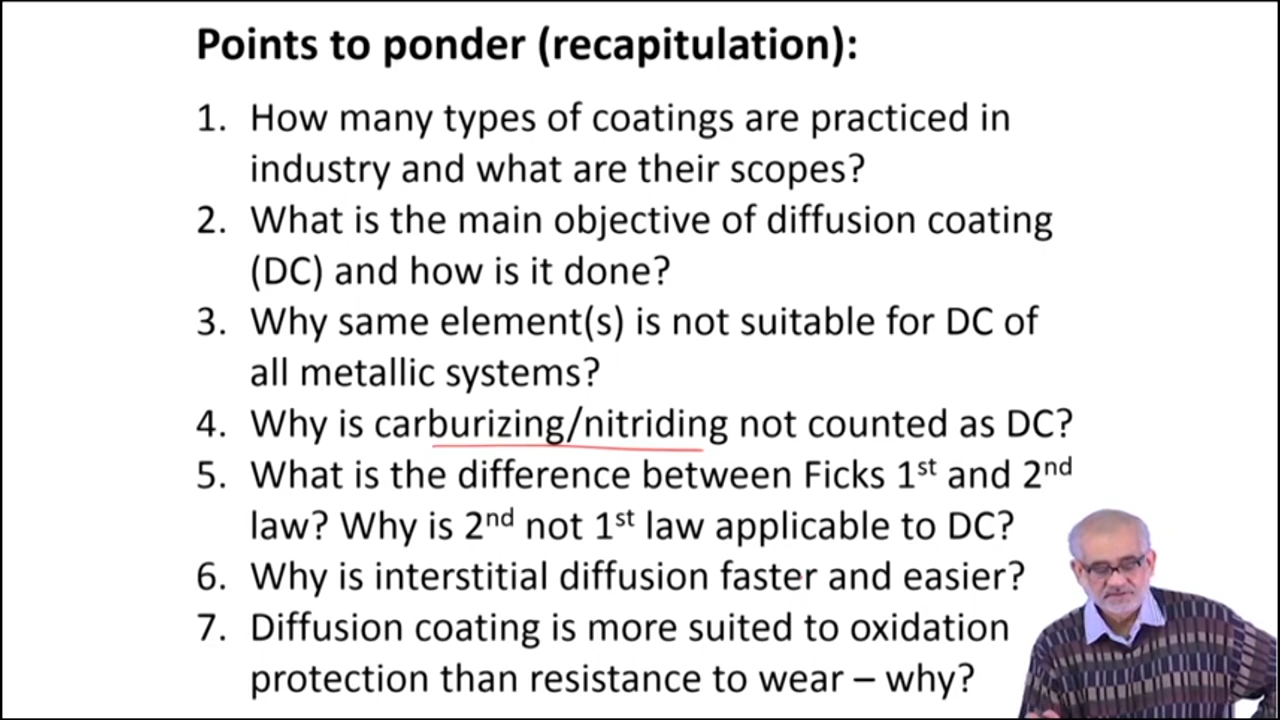 Points to ponder (recapitulation):
1. How many types of coatings are practiced in
industry and what are their scopes?
2. What is the main objective of diffusion coating
(DC) and how is it done?
3. Why same element(s) is not suitable for DC of
all metallic systems?
4. Why is carburizing/nitriding not counted as DC?
5. What is the difference between Ficks 1st and 2nd
law? Why is 2nd not 1st law applicable to DC?
6. Why is interstitial diffusion faster and easier?
7. Diffusion coating is more suited to oxidation
protection than resistance to wear – why?